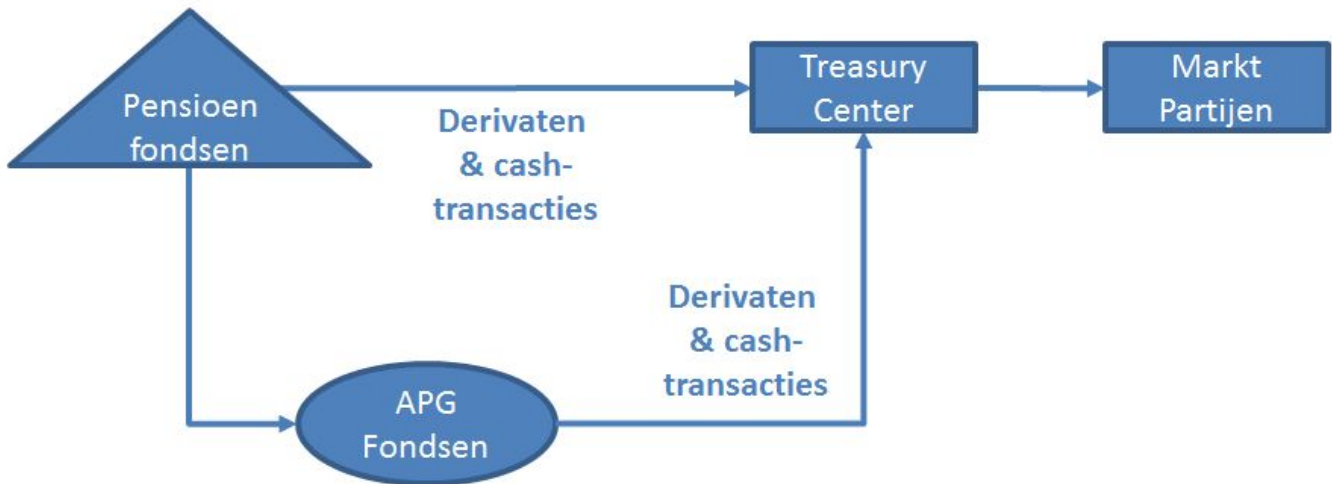 Pensioen
fondsen
Derivaten
& cash-
transacties
Treasury
Center
Markt
Partijen
Derivaten
& cash-
transacties
APG
Fondsen